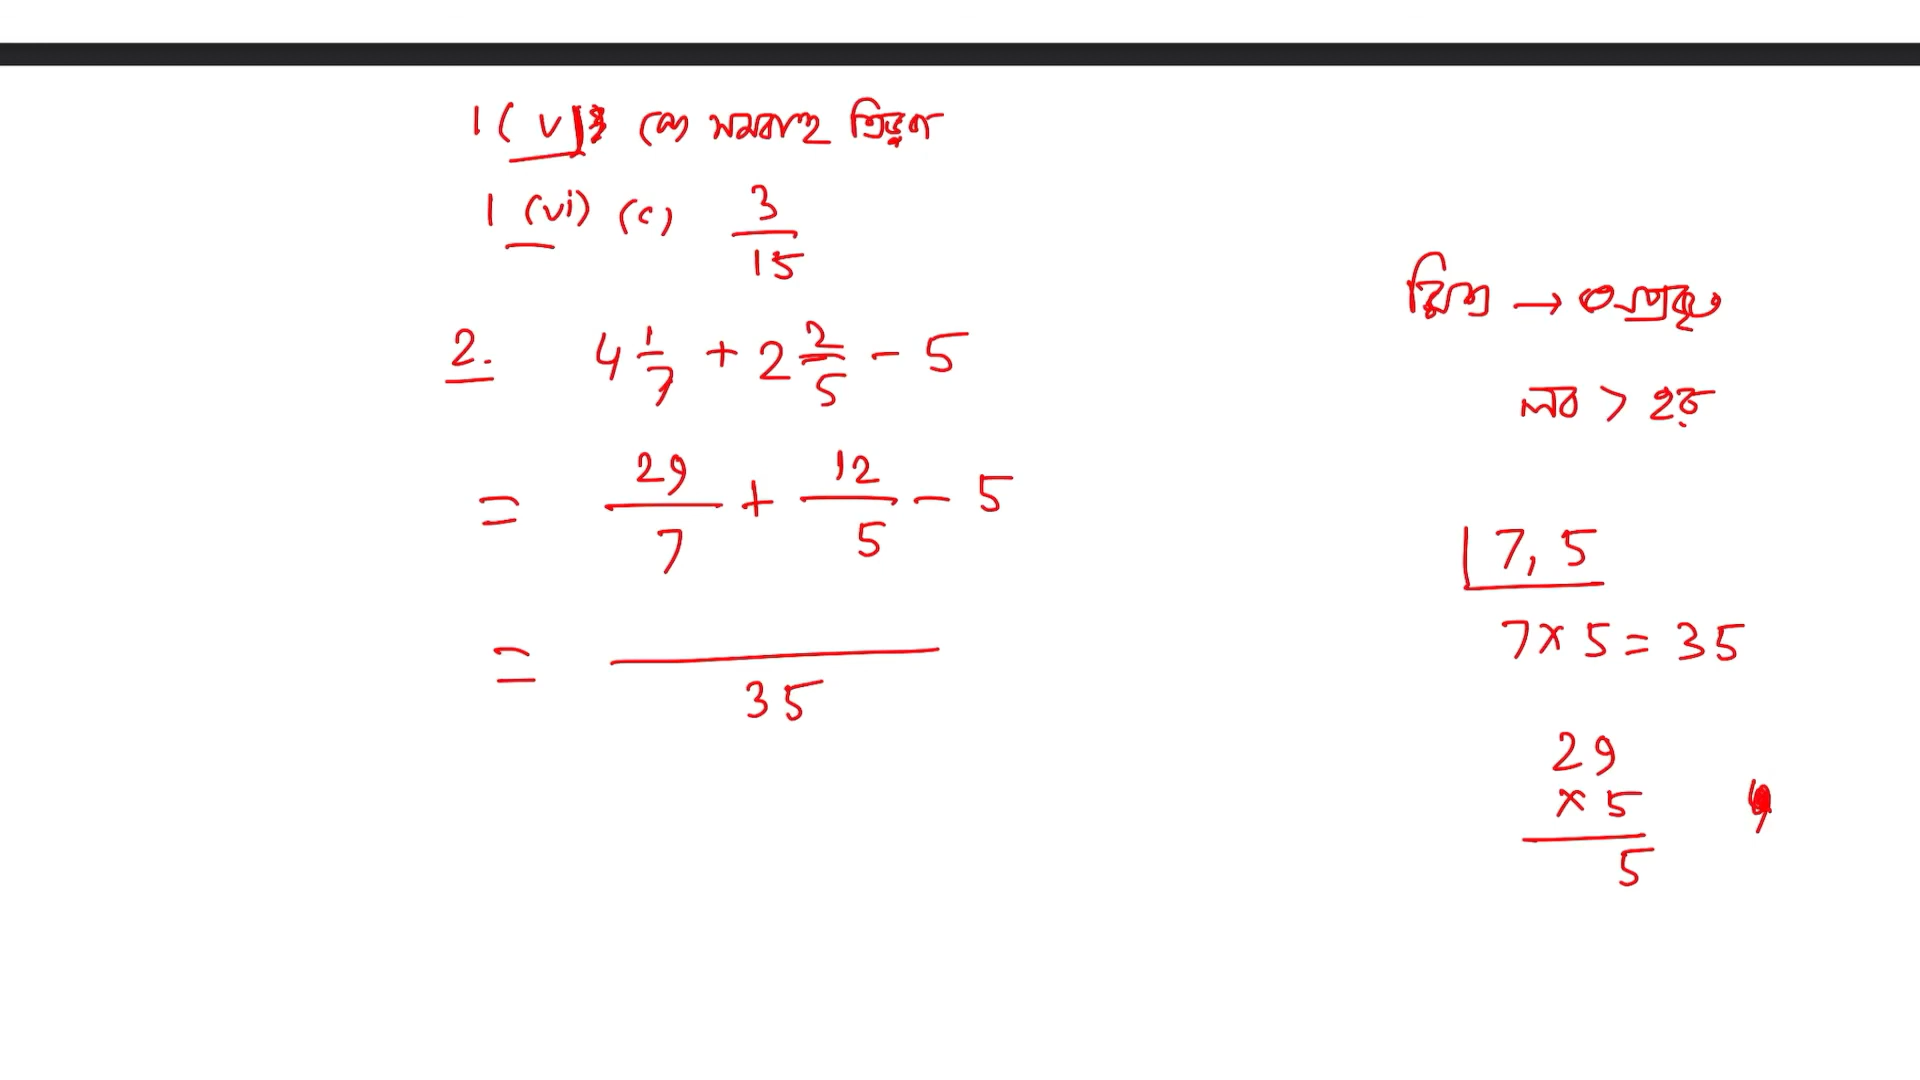 1 (v) সমবাহু ত্রিভুজ
1 (vi) (c) 3/15
2. 4 1/7 + 2 2/5 - 5
= 29/7 + 12/5 - 5
= /35
মিশ্র → অপ্রকৃত
লব > হর
7, 5
7 x 5 = 35
29
x 5
5